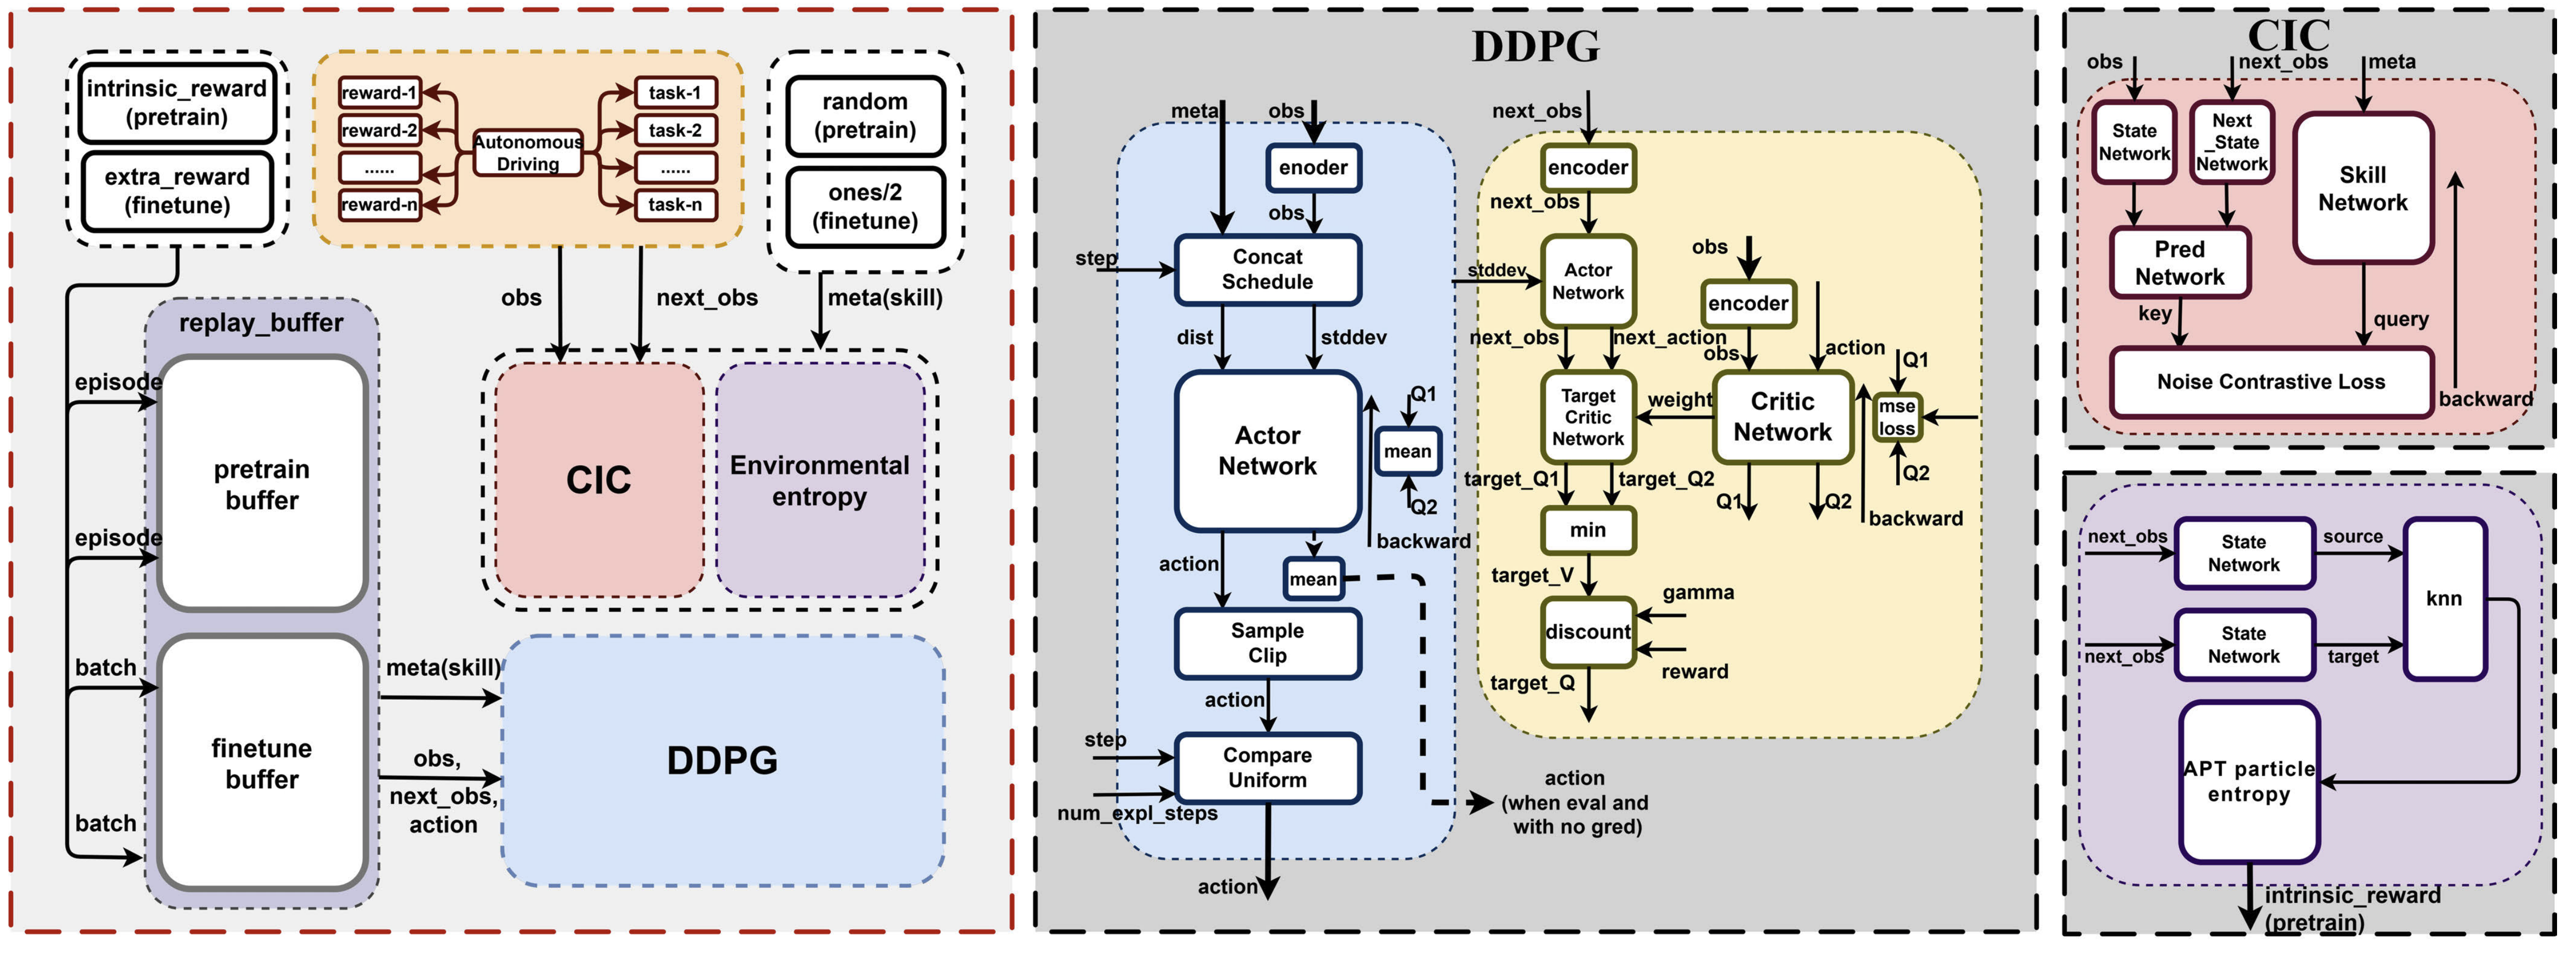 intrinsic_reward
(pretrain)
extra_reward
(finetune)
reward-1
reward-2
......
reward-n
Autonomous
Driving
task-1
task-2
......
task-n
random
(pretrain)
ones/2
(finetune)
obs
next_obs
meta(skill)
replay_buffer
episode
pretrain
buffer
episode
batch
finetune
buffer
batch
meta(skill)
obs,
next_obs,
action
CIC
Environmental
entropy
DDPG
DDPG
meta
obs
enoder
obs
step
Concat
Schedule
dist
stddev
Actor
Network
Q1
mean
Q2
backward
action
mean
Sample
Clip
action
step
Compare
Uniform
num_expl_steps
action
action
(when eval and
with no gred)
next_obs
encoder
next_obs
stddev
Actor
Network
obs
encoder
next_obs
next_action
obs
action
Target
Critic
Network
weight
Critic
Network
Q1
mse
loss
Q2
target_Q1
target_Q2
Q1
Q2
backward
min
target_V
gamma
discount
reward
target_Q
CIC
obs
next_obs
meta
State
Network
Next
_State
Network
Skill
Network
Pred
Network
key
query
Noise Contrastive Loss
backward
next_obs
State
Network
source
knn
next_obs
State
Network
target
APT particle
entropy
intrinsic_reward
(pretrain)